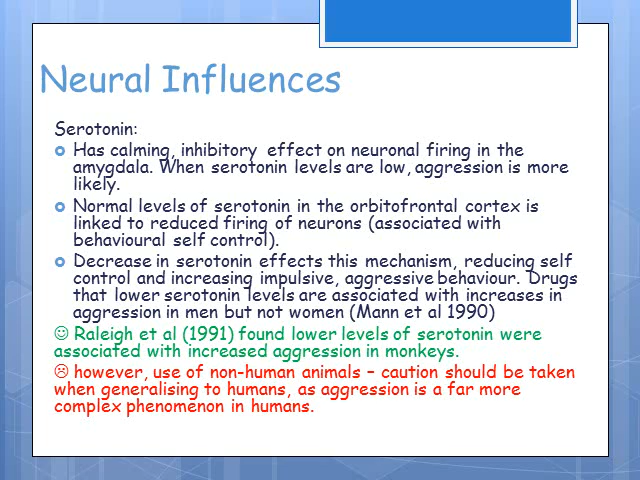 Neural Influences
Serotonin:
Has calming, inhibitory effect on neuronal firing in the
amygdala. When serotonin levels are low, aggression is more
likely.
Normal levels of serotonin in the orbitofrontal cortex is
linked to reduced firing of neurons (associated with
behavioural self control).
Decrease in serotonin effects this mechanism, reducing self
control and increasing impulsive, aggressive behaviour. Drugs
that lower serotonin levels are associated with increases in
aggression in men but not women (Mann et al 1990)
☺ Raleigh et al (1991) found lower levels of serotonin were
associated with increased aggression in monkeys.
☹ however, use of non-human animals – caution should be taken
when generalising to humans, as aggression is a far more
complex phenomenon in humans.